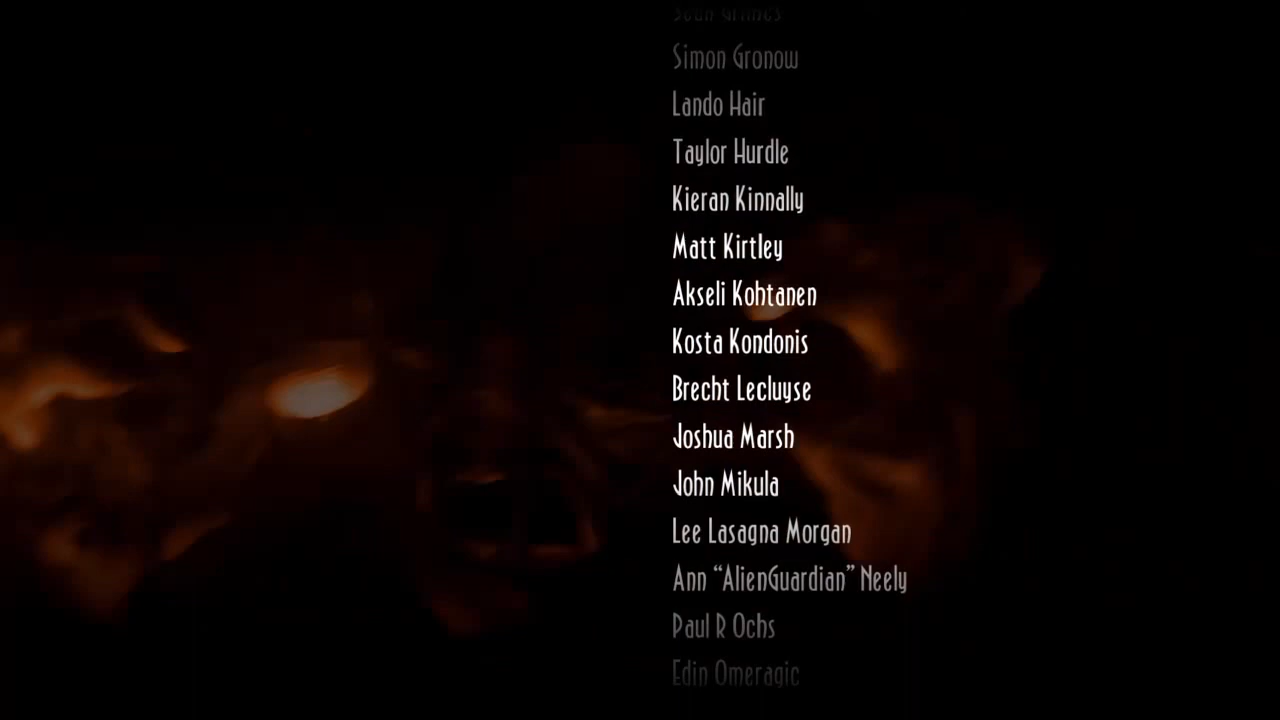 Simon Gronow
Lando Hair
Taylor Hurdle
Kieran Kinnally
Matt Kirtley
Akseli Kohtanen
Kosta Kondonis
Brecht Lecluyse
Joshua Marsh
John Mikula
Lee Lasagna Morgan
Ann “AlienGuardian” Neely
Paul R Ochs
Edin Omeragic